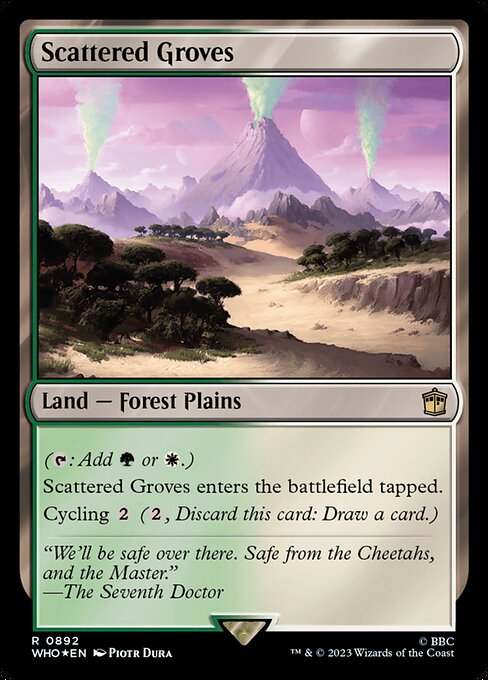 Scattered Groves
Land — Forest Plains
(: Add or .)
Scattered Groves enters the battlefield tapped.
Cycling 2 (2, Discard this card: Draw a card.)
“We’ll be safe over there. Safe from the Cheetahs,
and the Master.”
—The Seventh Doctor
R 0892
WHO★EN Piotr Dura
© BBC
™ & © 2023 Wizards of the Coast